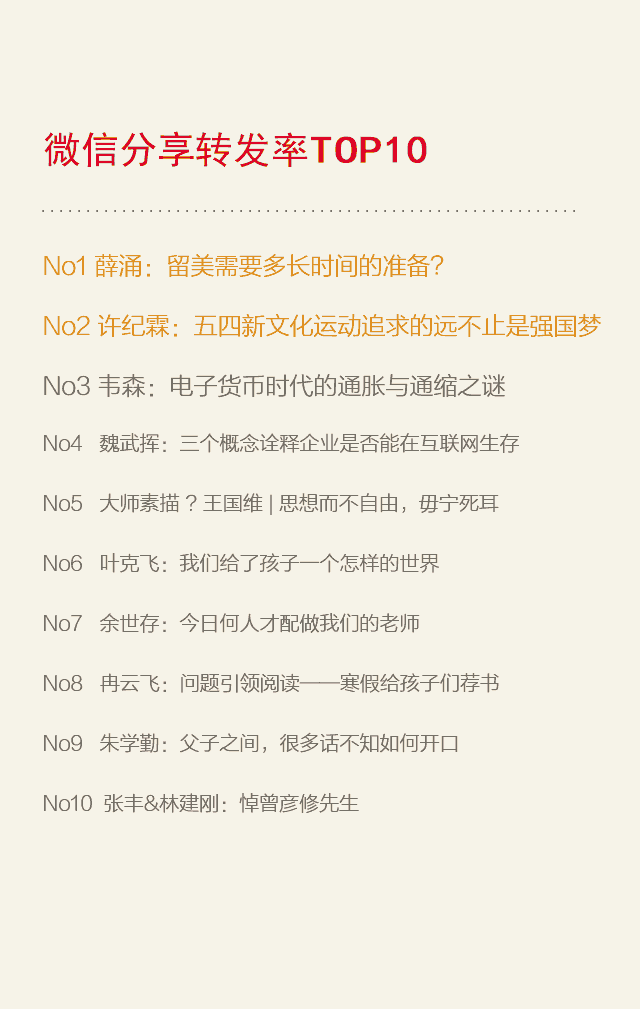 微信分享转发率TOP10
No1 薛涌：留美需要多长时间的准备？
No2 许纪霖：五四新文化运动追求的远不止是强国梦
No3 韦森：电子货币时代的通胀与通缩之谜
No4 魏武挥：三个概念诠释企业是否能在互联网生存
No5 大师素描 ? 王国维 | 思想而不自由，毋宁死耳
No6 叶克飞：我们给了孩子一个怎样的世界
No7 余世存：今日何人才配做我们的老师
No8 冉云飞：问题引领阅读——寒假给孩子们荐书
No9 朱学勤：父子之间，很多话不知如何开口
No10 张丰&林建刚：悼曾彦修先生